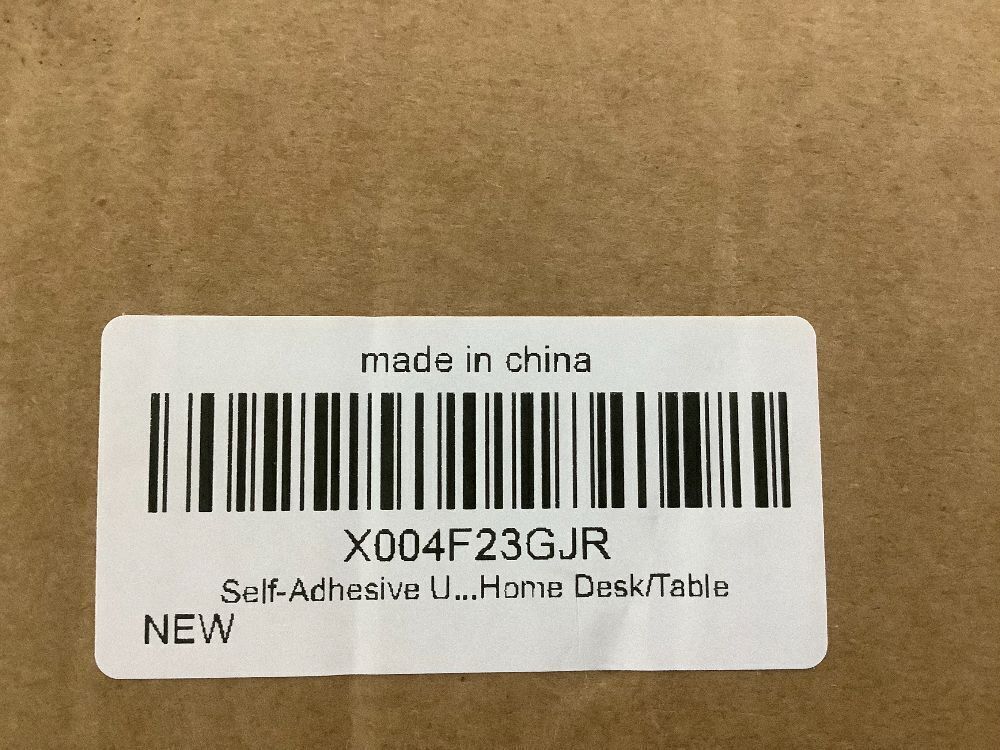 made in china
X004F23GJR
Self-Adhesive U...Home Desk/Table
NEW